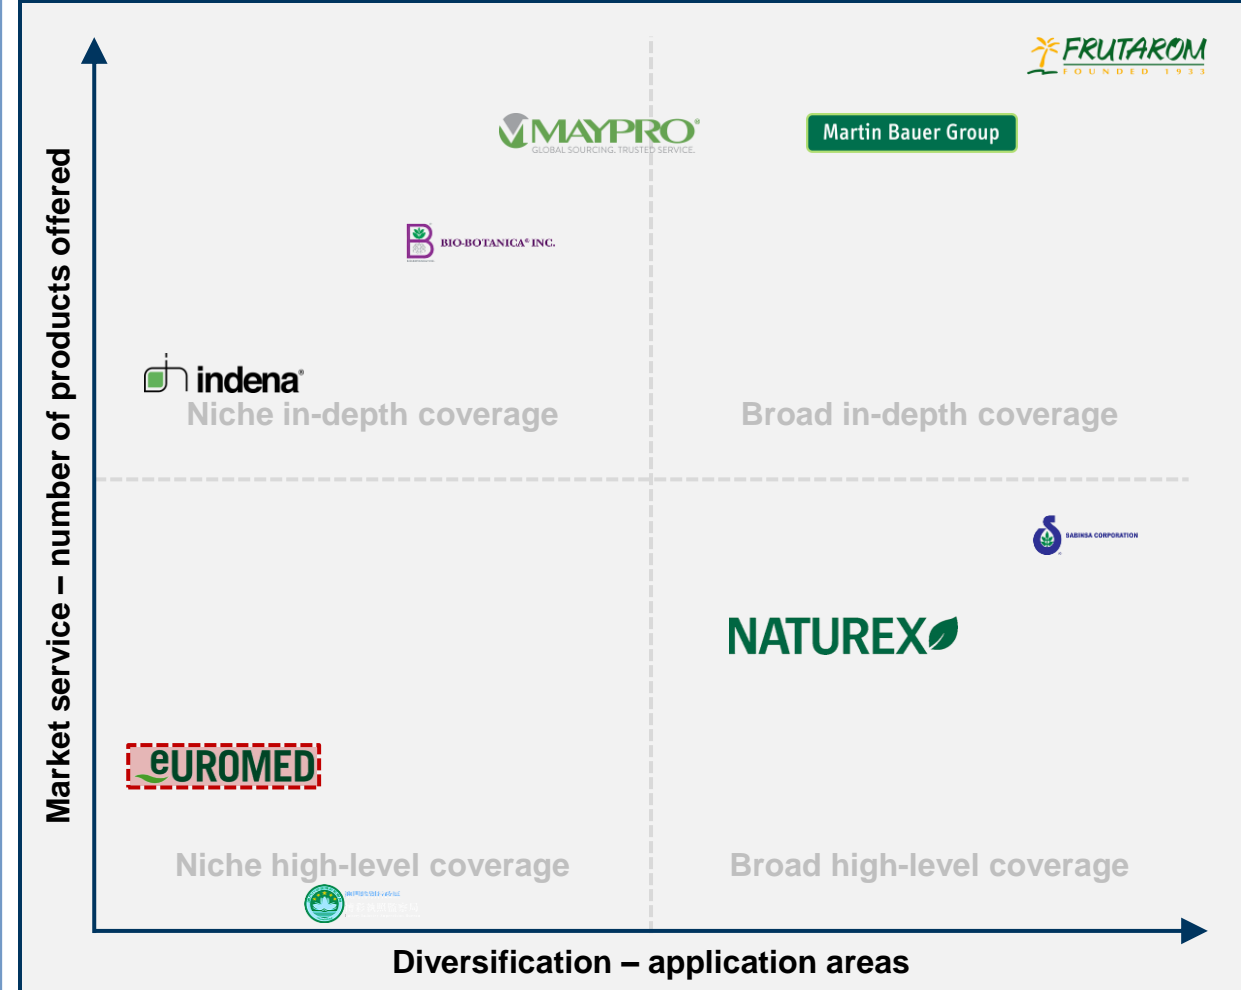 FRUTAROM
FOUNDED 1933
MAYPRO®
GLOBAL SOURCING. TRUSTED SERVICE.
Martin Bauer Group
B BIO-BOTANICA® INC.
indena®
Niche in-depth coverage
Broad in-depth coverage
Market service – number of products offered
SABINSA CORPORATION
NATUREX
eUROMED
Niche high-level coverage
Broad high-level coverage
Diversification – application areas